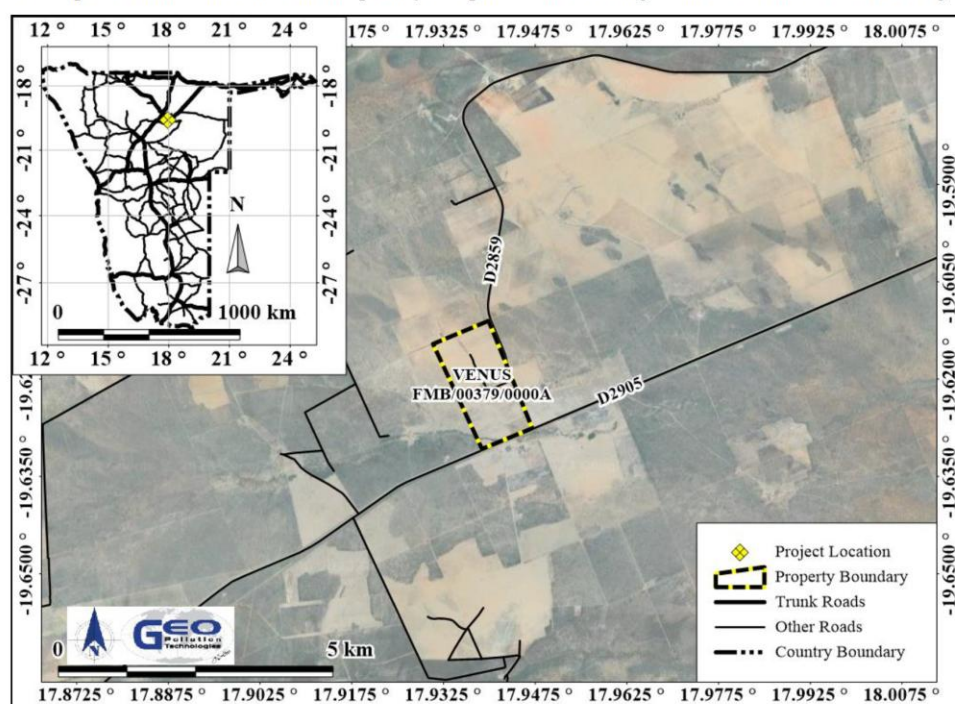 175 ° 17.9325 ° 17.9475 ° 17.9625 ° 17.9775 ° 17.9925 ° 18.0075 °
12 ° 15 ° 18 ° 21 ° 24 °
-18 °
-21 °
-24 °
-27 °
-18 °
-21 °
-24 °
-27 °
N
0 1000 km
12 ° 15 ° 18 ° 21 ° 24 °
D2859
VENUS
FMB/00379/0000A
D2905
-19.6350 °
-19.6500 °
-19.5900 °
-19.6050 °
-19.6200 °
-19.6350 °
-19.6500 °
Project Location
Property Boundary
Trunk Roads
Other Roads
Country Boundary
GEO
Pollution
Technologies
0 5 km
17.8725 ° 17.8875 ° 17.9025 ° 17.9175 ° 17.9325 ° 17.9475 ° 17.9625 ° 17.9775 ° 17.9925 ° 18.0075 °